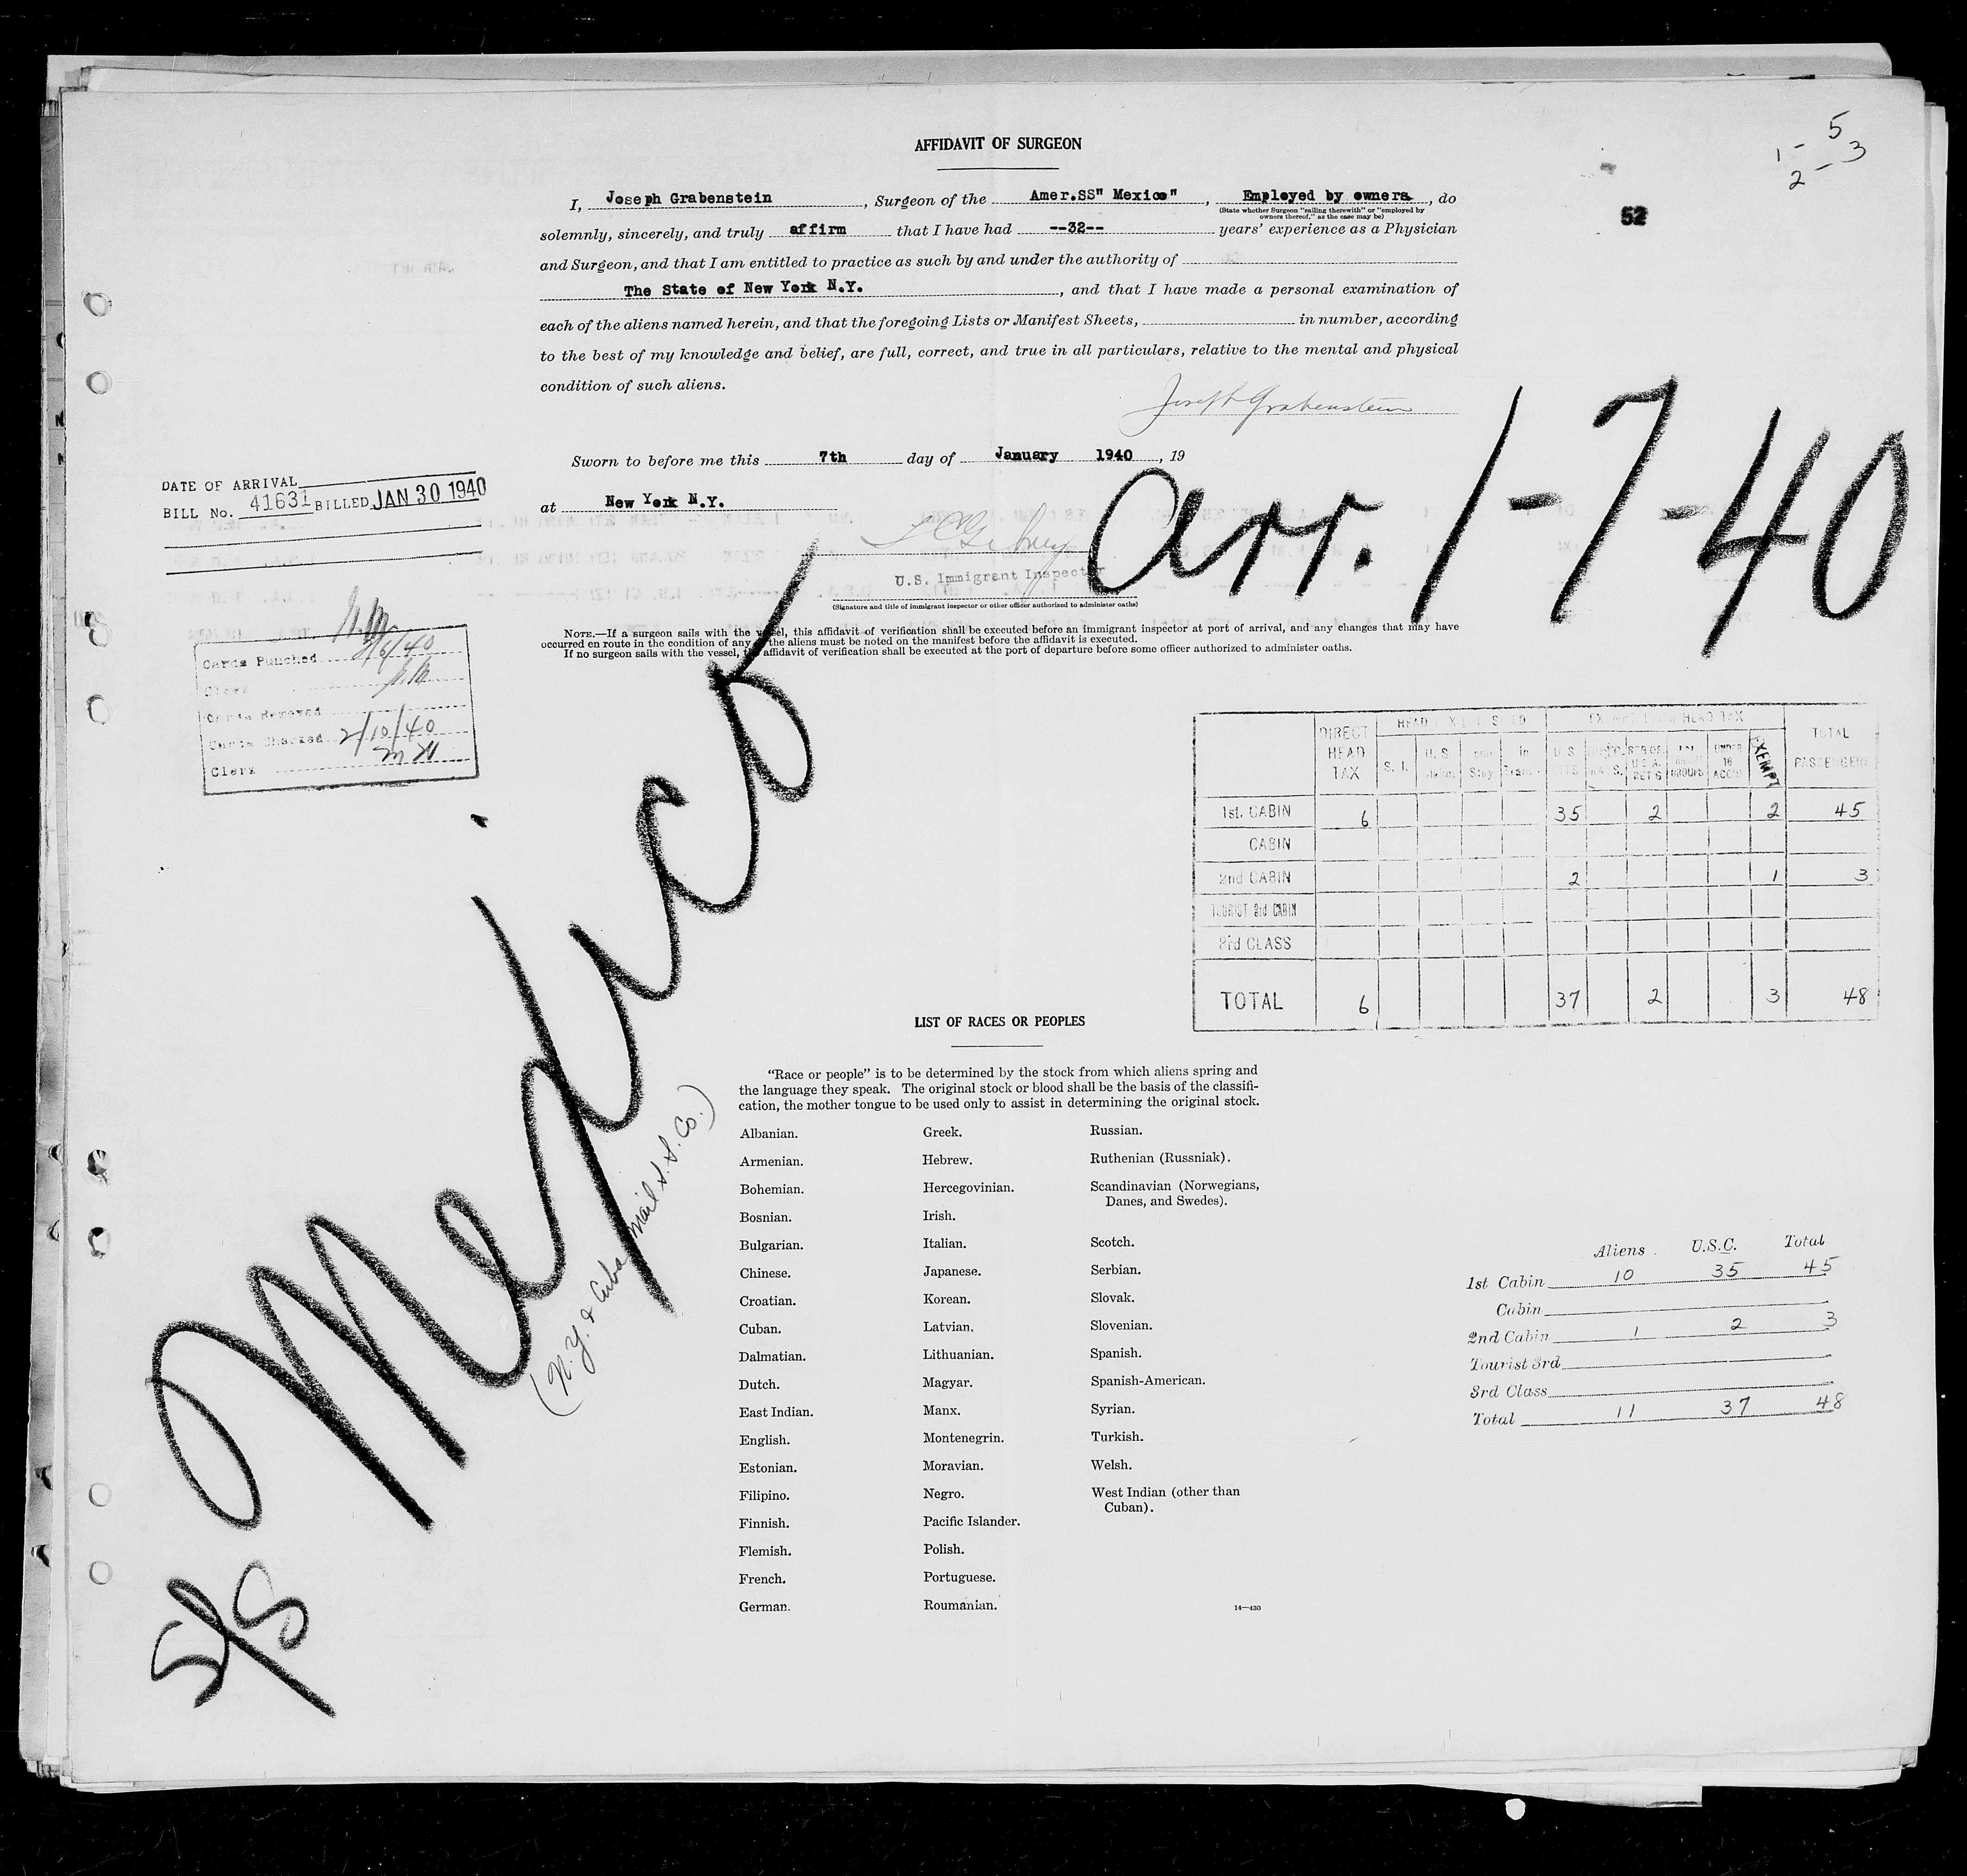 1 - 5
2 - 3
52
AFFIDAVIT OF SURGEON
I, Joseph Grabenstein, Surgeon of the Amer.SS" Mexico", Employed by owners, do
(State whether Surgeon "sailing therewith" or "employed by
owners thereof," as the case may be)
solemnly, sincerely, and truly affirm that I have had --32-- years' experience as a Physician
and Surgeon, and that I am entitled to practice as such by and under the authority of
The State of New York N.Y., and that I have made a personal examination of
each of the aliens named herein, and that the foregoing Lists or Manifest Sheets, in number, according
to the best of my knowledge and belief, are full, correct, and true in all particulars, relative to the mental and physical
condition of such aliens.
Joseph Grabenstein
Sworn to before me this 7th day of January 1940, 19
at New York N.Y.
U.S. Immigrant Inspector
(Signature and title of immigrant inspector or other officer authorized to administer oaths)
arr. 1-7-40
DATE OF ARRIVAL
BILL No. 41631 BILLED JAN 30 1940
NOTE.—If a surgeon sails with the vessel, this affidavit of verification shall be executed before an immigrant inspector at port of arrival, and any changes that may have
occurred en route in the condition of any of the aliens must be noted on the manifest before the affidavit is executed.
If no surgeon sails with the vessel, the affidavit of verification shall be executed at the port of departure before some officer authorized to administer oaths.
Cards Punched 2/6/40
Clerk
Cards Removed
Cards Checked 2/10/40
Clerk
DIRECT HEAD TAX
EXEMPT FROM HEAD TAX
EXEMPT
TOTAL PASSENGERS
1st. CABIN 6 35 2 2 45
CABIN
2nd CABIN 2 1 3
TOURIST 3rd CABIN
3rd CLASS
TOTAL 6 37 2 3 48
S/S Mexico
(N.Y. & Cuba Mail S.S. Co.)
LIST OF RACES OR PEOPLES
"Race or people" is to be determined by the stock from which aliens spring and
the language they speak. The original stock or blood shall be the basis of the classifi-
cation, the mother tongue to be used only to assist in determining the original stock.
Albanian.
Armenian.
Bohemian.
Bosnian.
Bulgarian.
Chinese.
Croatian.
Cuban.
Dalmatian.
Dutch.
East Indian.
English.
Estonian.
Filipino.
Finnish.
Flemish.
French.
German.
Greek.
Hebrew.
Hercegovinian.
Irish.
Italian.
Japanese.
Korean.
Latvian.
Lithuanian.
Magyar.
Manx.
Montenegrin.
Moravian.
Negro.
Pacific Islander.
Polish.
Portuguese.
Roumanian.
Russian.
Ruthenian (Russniak).
Scandinavian (Norwegians,
Danes, and Swedes).
Scotch.
Serbian.
Slovak.
Slovenian.
Spanish.
Spanish-American.
Syrian.
Turkish.
Welsh.
West Indian (other than
Cuban).
14—430
Aliens U.S.C. Total
1st Cabin 10 35 45
Cabin
2nd Cabin 1 2 3
Tourist 3rd
3rd Class
Total 11 37 48